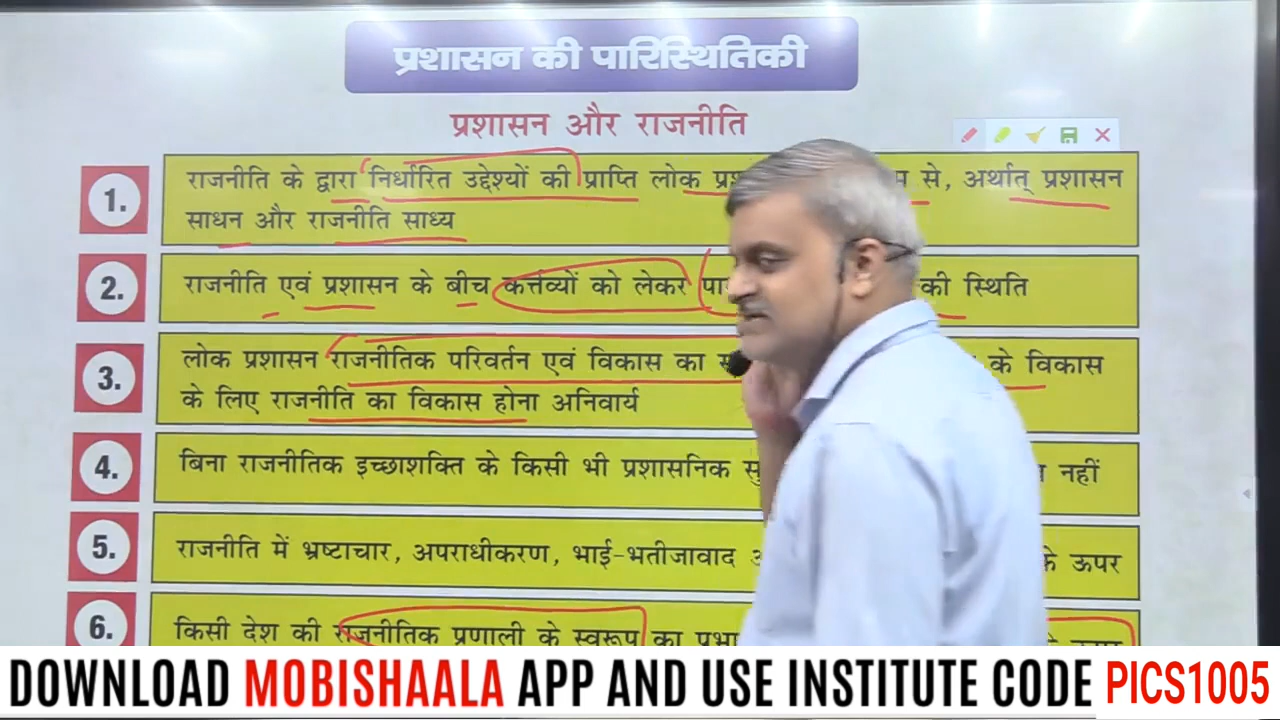 प्रशासन की पारिस्थितिकी
प्रशासन और राजनीति
1.
राजनीति के द्वारा निर्धारित उद्देश्यों की प्राप्ति लोक से, अर्थात् प्रशासन
साधन और राजनीति साध्य
2.
राजनीति एवं प्रशासन के बीच कर्त्तव्यों को लेकर की स्थिति
3.
लोक प्रशासन राजनीतिक परिवर्तन एवं विकास का के विकास
के लिए राजनीति का विकास होना अनिवार्य
4.
बिना राजनीतिक इच्छाशक्ति के किसी भी प्रशासनिक नहीं
5.
राजनीति में भ्रष्टाचार, अपराधीकरण, भाई-भतीजावाद के ऊपर
6.
किसी देश की राजनीतिक प्रणाली के स्वरूप का
DOWNLOAD MOBISHAALA APP AND USE INSTITUTE CODE PICS1005